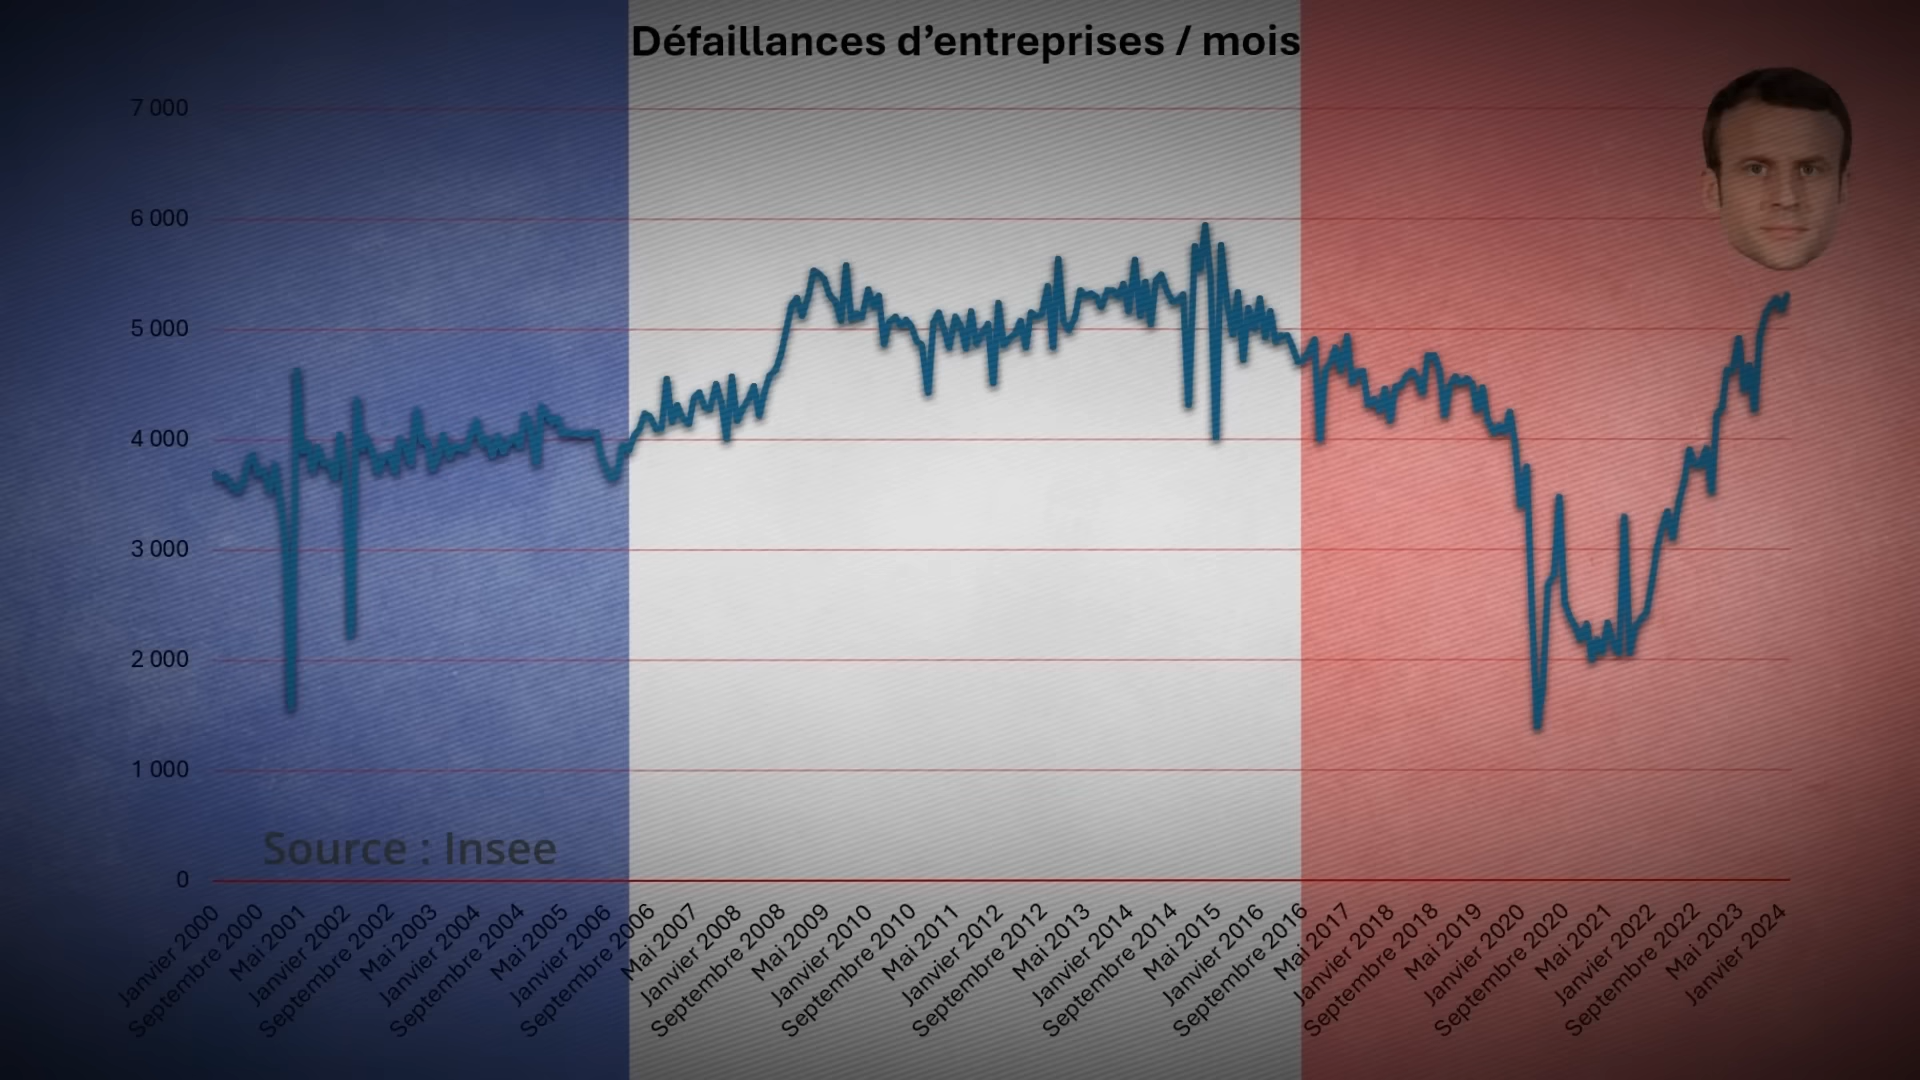 Défaillances d’entreprises / mois
7 000
6 000
5 000
4 000
3 000
2 000
1 000
0
Source : Insee
Janvier 2000
Septembre 2000
Mai 2001
Janvier 2002
Septembre 2002
Mai 2003
Janvier 2004
Septembre 2004
Mai 2005
Janvier 2006
Septembre 2006
Mai 2007
Janvier 2008
Septembre 2008
Mai 2009
Janvier 2010
Septembre 2010
Mai 2011
Janvier 2012
Septembre 2012
Mai 2013
Janvier 2014
Septembre 2014
Mai 2015
Janvier 2016
Septembre 2016
Mai 2017
Janvier 2018
Septembre 2018
Mai 2019
Janvier 2020
Septembre 2020
Mai 2021
Janvier 2022
Septembre 2022
Mai 2023
Janvier 2024